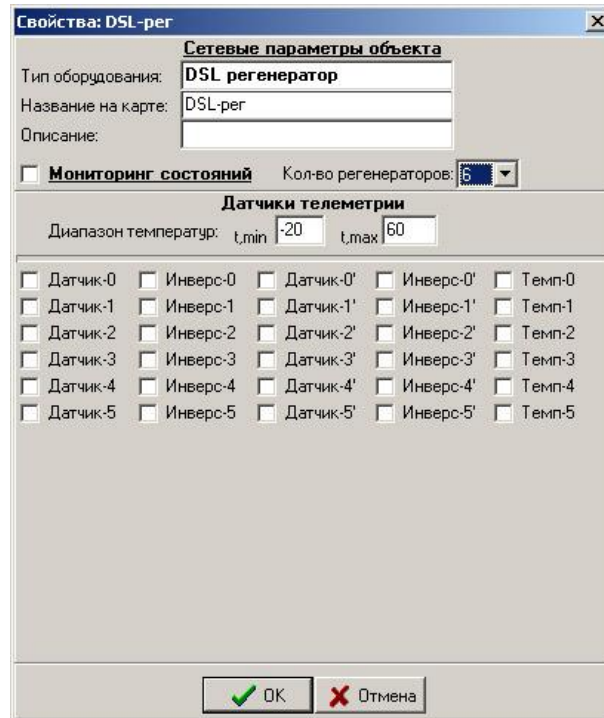 Свойства: DSL-рег
Сетевые параметры объекта
Тип оборудования: DSL регенератор
Название на карте: DSL-рег
Описание:
Мониторинг состояний Кол-во регенераторов: 6
Датчики телеметрии
Диапазон температур: t,min -20 t,max 60
Датчик-0 Инверс-0 Датчик-0' Инверс-0' Темп-0
Датчик-1 Инверс-1 Датчик-1' Инверс-1' Темп-1
Датчик-2 Инверс-2 Датчик-2' Инверс-2' Темп-2
Датчик-3 Инверс-3 Датчик-3' Инверс-3' Темп-3
Датчик-4 Инверс-4 Датчик-4' Инверс-4' Темп-4
Датчик-5 Инверс-5 Датчик-5' Инверс-5' Темп-5
OK Отмена